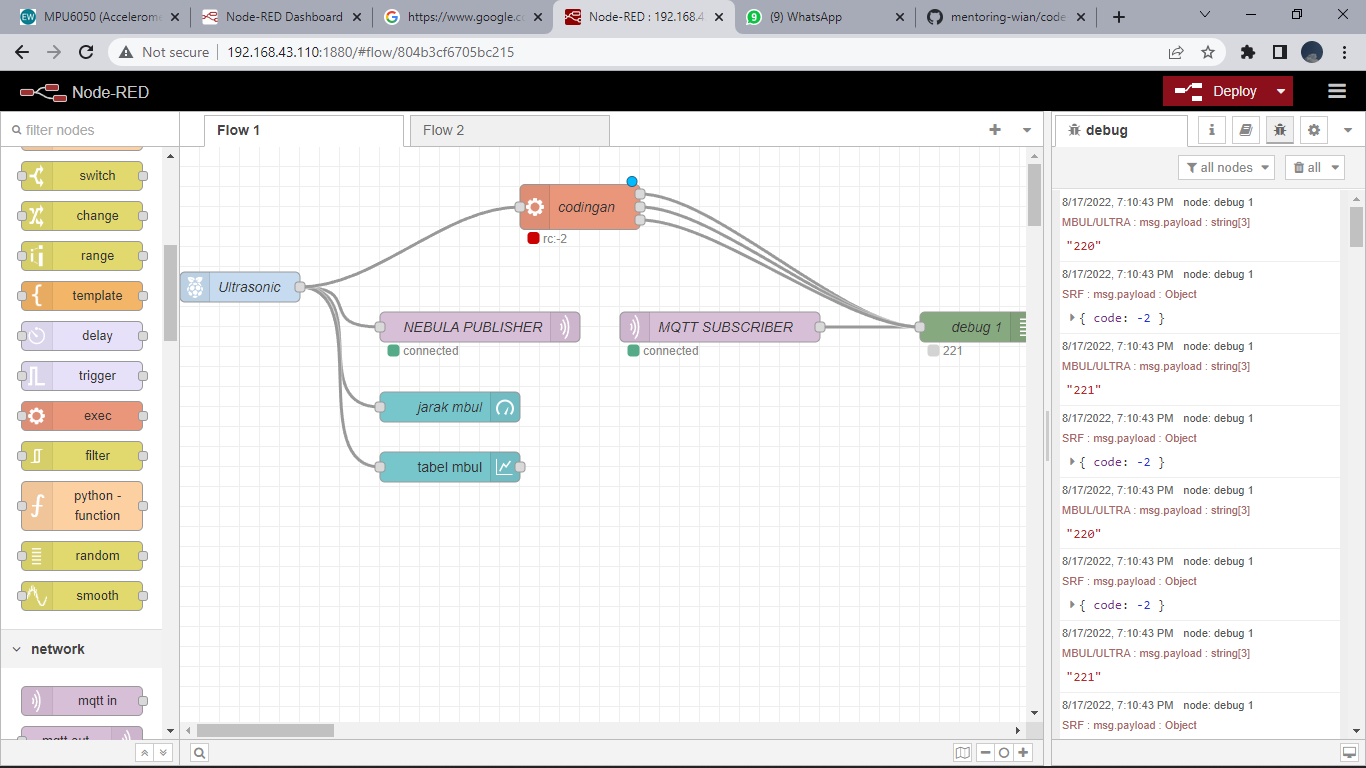 MPU6050 (Accelerome
Node-RED Dashboard
https://www.google.c
Node-RED : 192.168.4
(9) WhatsApp
mentoring-wian/code
Not secure
192.168.43.110:1880/#flow/804b3cf6705bc215
Node-RED
Deploy
filter nodes
switch
change
range
template
delay
trigger
exec
filter
python -
function
random
smooth
network
mqtt in
mqtt out
Flow 1
Flow 2
codingan
rc:-2
Ultrasonic
NEBULA PUBLISHER
connected
MQTT SUBSCRIBER
connected
debug 1
221
jarak mbul
tabel mbul
debug
all nodes
all
8/17/2022, 7:10:43 PM node: debug 1
MBUL/ULTRA : msg.payload : string[3]
"220"
8/17/2022, 7:10:43 PM node: debug 1
SRF : msg.payload : Object
{ code: -2 }
8/17/2022, 7:10:43 PM node: debug 1
MBUL/ULTRA : msg.payload : string[3]
"221"
8/17/2022, 7:10:43 PM node: debug 1
SRF : msg.payload : Object
{ code: -2 }
8/17/2022, 7:10:43 PM node: debug 1
MBUL/ULTRA : msg.payload : string[3]
"220"
8/17/2022, 7:10:43 PM node: debug 1
SRF : msg.payload : Object
{ code: -2 }
8/17/2022, 7:10:43 PM node: debug 1
MBUL/ULTRA : msg.payload : string[3]
"221"
8/17/2022, 7:10:43 PM node: debug 1
SRF : msg.payload : Object